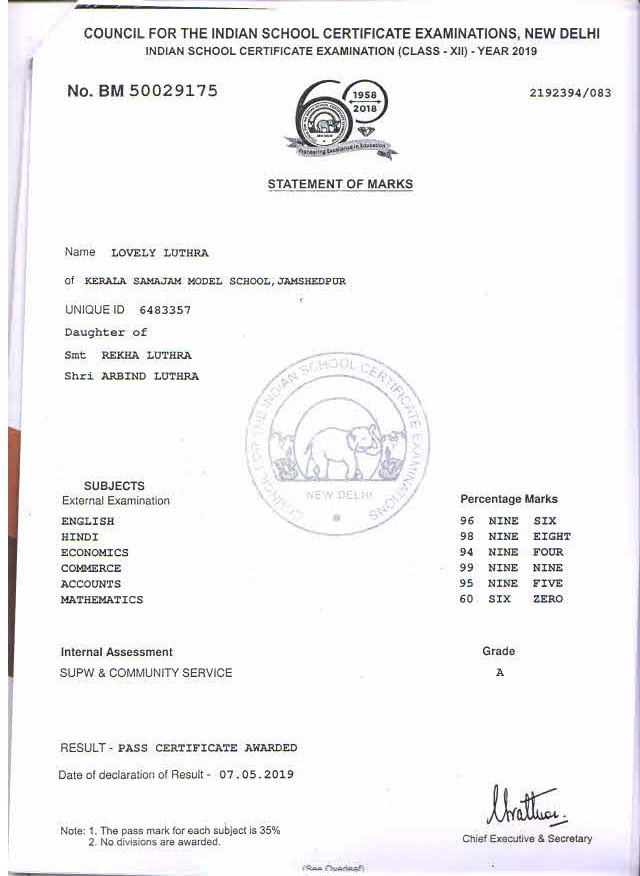 COUNCIL FOR THE INDIAN SCHOOL CERTIFICATE EXAMINATIONS, NEW DELHI
INDIAN SCHOOL CERTIFICATE EXAMINATION (CLASS - XII) - YEAR 2019
No. BM 50029175
2192394/083
60
1958
2018
NEW DELHI
Pioneering Excellence in Education
STATEMENT OF MARKS
Name LOVELY LUTHRA
of KERALA SAMAJAM MODEL SCHOOL,JAMSHEDPUR
UNIQUE ID 6483357
Daughter of
Smt REKHA LUTHRA
Shri ARBIND LUTHRA
COUNCIL FOR THE INDIAN SCHOOL CERTIFICATE EXAMINATIONS
NEW DELHI
SUBJECTS
External Examination Percentage Marks
ENGLISH 96 NINE SIX
HINDI 98 NINE EIGHT
ECONOMICS 94 NINE FOUR
COMMERCE 99 NINE NINE
ACCOUNTS 95 NINE FIVE
MATHEMATICS 60 SIX ZERO
Internal Assessment Grade
SUPW & COMMUNITY SERVICE A
RESULT - PASS CERTIFICATE AWARDED
Date of declaration of Result - 07.05.2019
Note: 1. The pass mark for each subject is 35%
2. No divisions are awarded.
Chief Executive & Secretary
(See Overleaf)